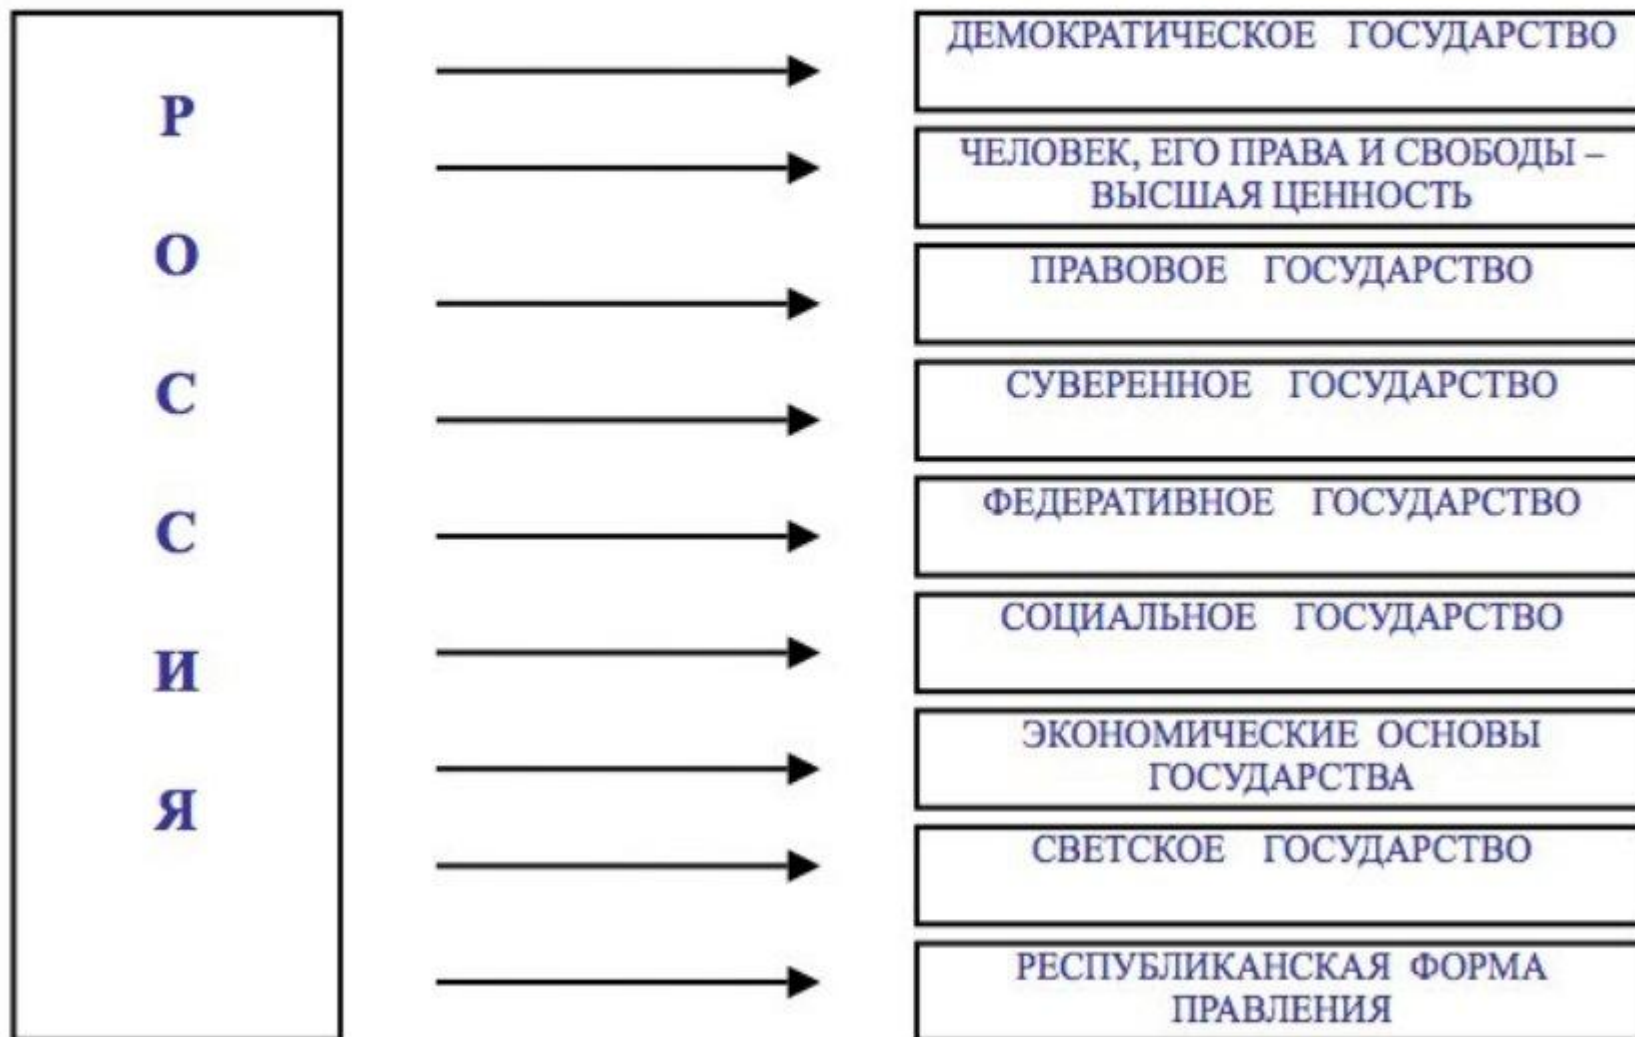 Р
О
С
С
И
Я
ДЕМОКРАТИЧЕСКОЕ ГОСУДАРСТВО
ЧЕЛОВЕК, ЕГО ПРАВА И СВОБОДЫ –
ВЫСШАЯ ЦЕННОСТЬ
ПРАВОВОЕ ГОСУДАРСТВО
СУВЕРЕННОЕ ГОСУДАРСТВО
ФЕДЕРАТИВНОЕ ГОСУДАРСТВО
СОЦИАЛЬНОЕ ГОСУДАРСТВО
ЭКОНОМИЧЕСКИЕ ОСНОВЫ
ГОСУДАРСТВА
СВЕТСКОЕ ГОСУДАРСТВО
РЕСПУБЛИКАНСКАЯ ФОРМА
ПРАВЛЕНИЯ